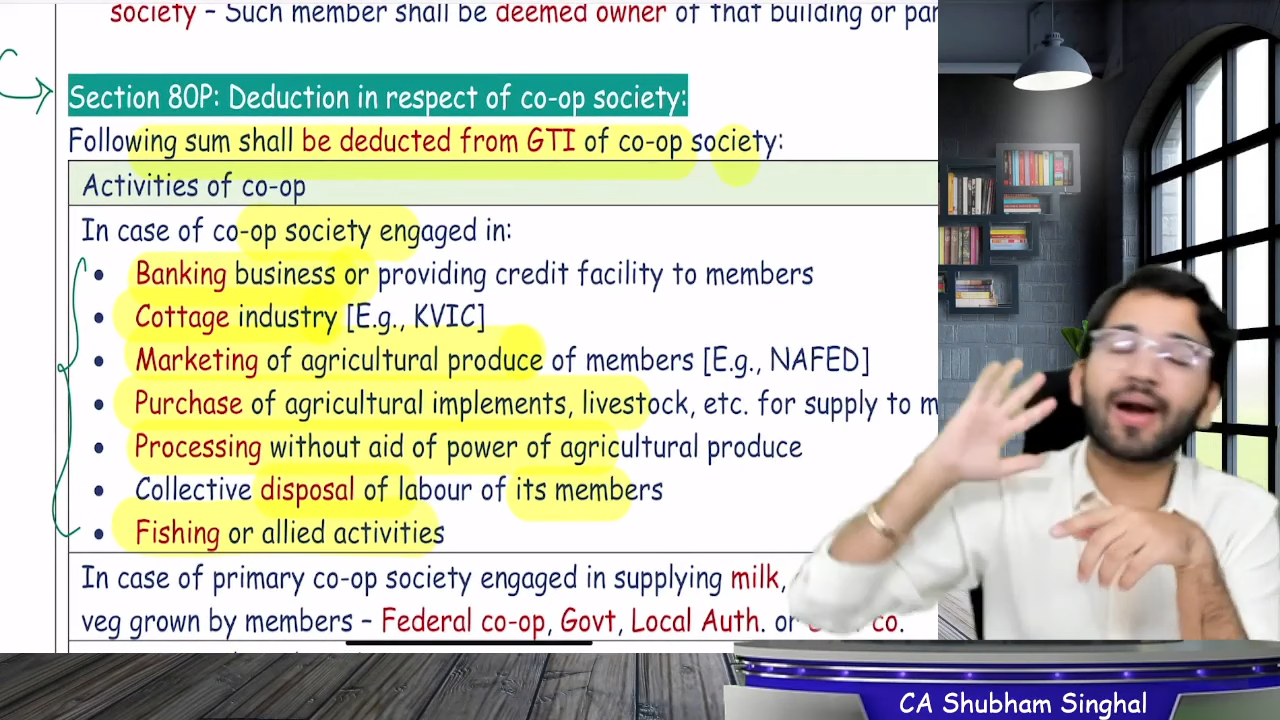 society – Such member shall be deemed owner of that building or par
Section 80P: Deduction in respect of co-op society:
Following sum shall be deducted from GTI of co-op society:
Activities of co-op
In case of co-op society engaged in:
• Banking business or providing credit facility to members
• Cottage industry [E.g., KVIC]
• Marketing of agricultural produce of members [E.g., NAFED]
• Purchase of agricultural implements, livestock, etc. for supply to m
• Processing without aid of power of agricultural produce
• Collective disposal of labour of its members
• Fishing or allied activities
In case of primary co-op society engaged in supplying milk,
veg grown by members – Federal co-op, Govt, Local Auth. or co.
CA Shubham Singhal